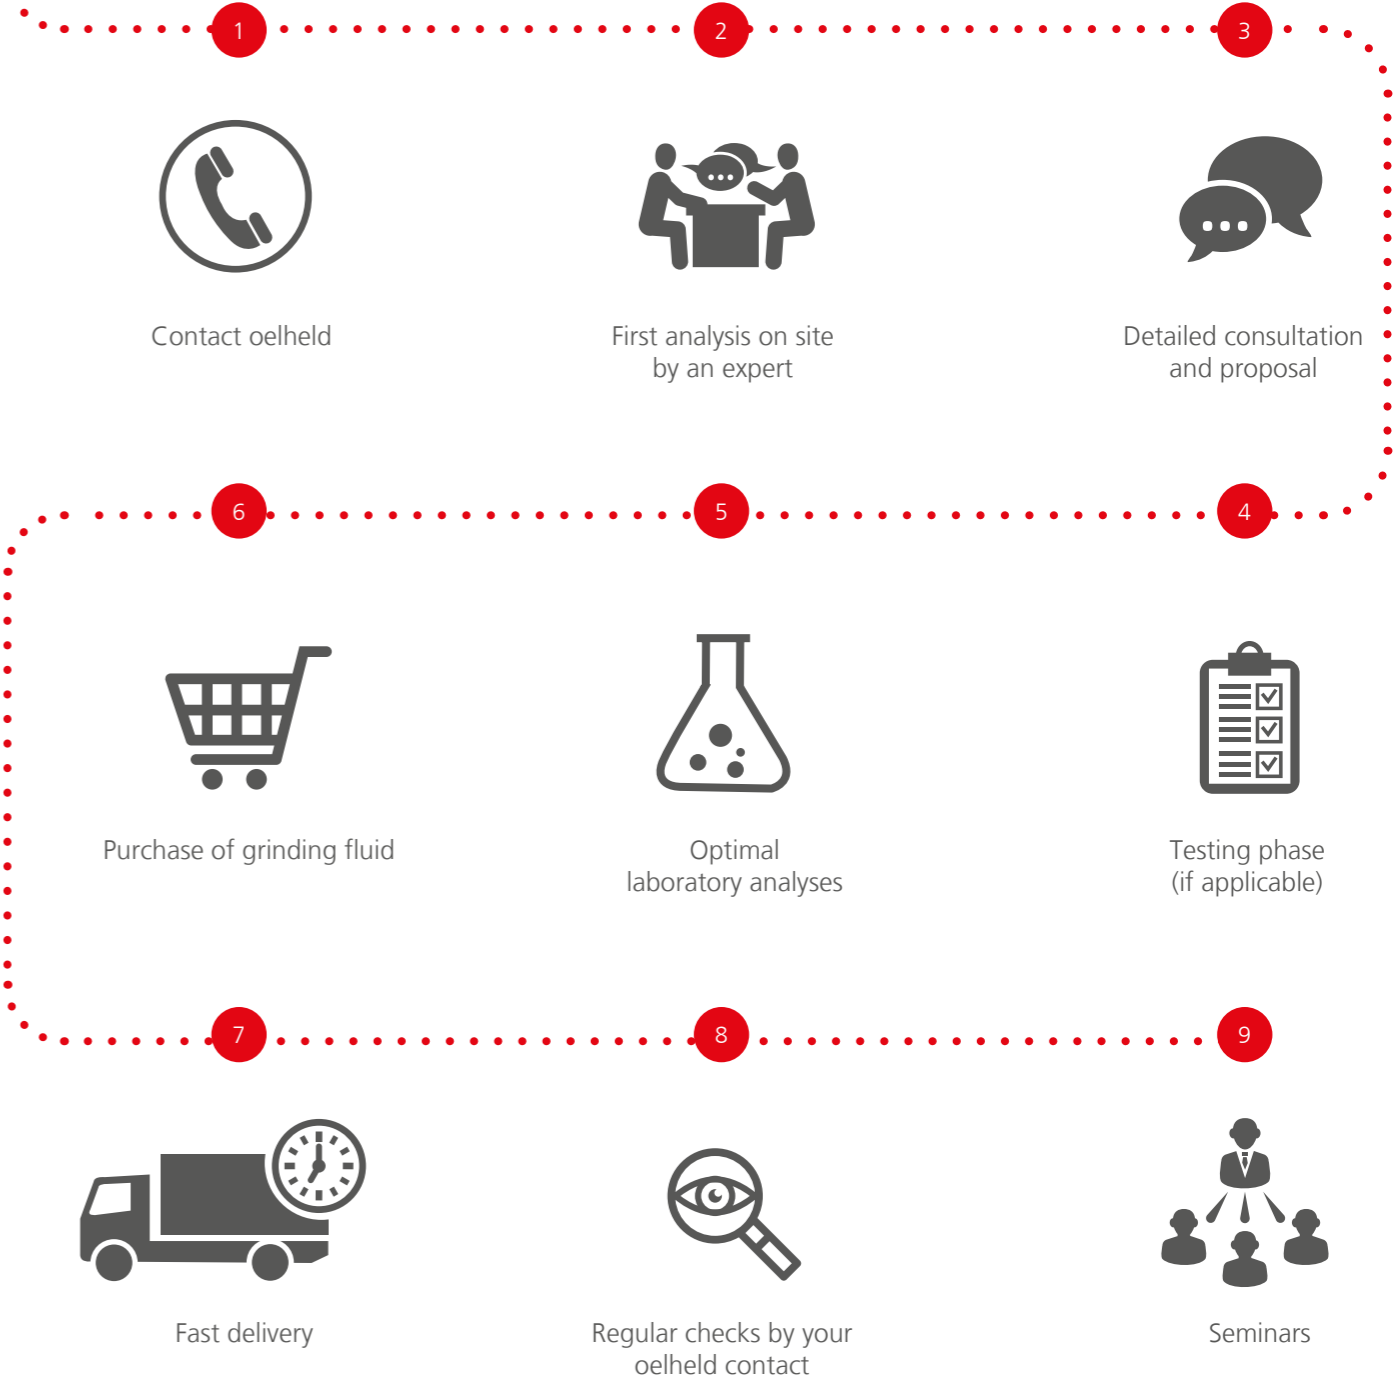 1
2
3
Contact oelheld
First analysis on site
by an expert
Detailed consultation
and proposal
6
5
4
Purchase of grinding fluid
Optimal
laboratory analyses
Testing phase
(if applicable)
7
8
9
Fast delivery
Regular checks by your
oelheld contact
Seminars